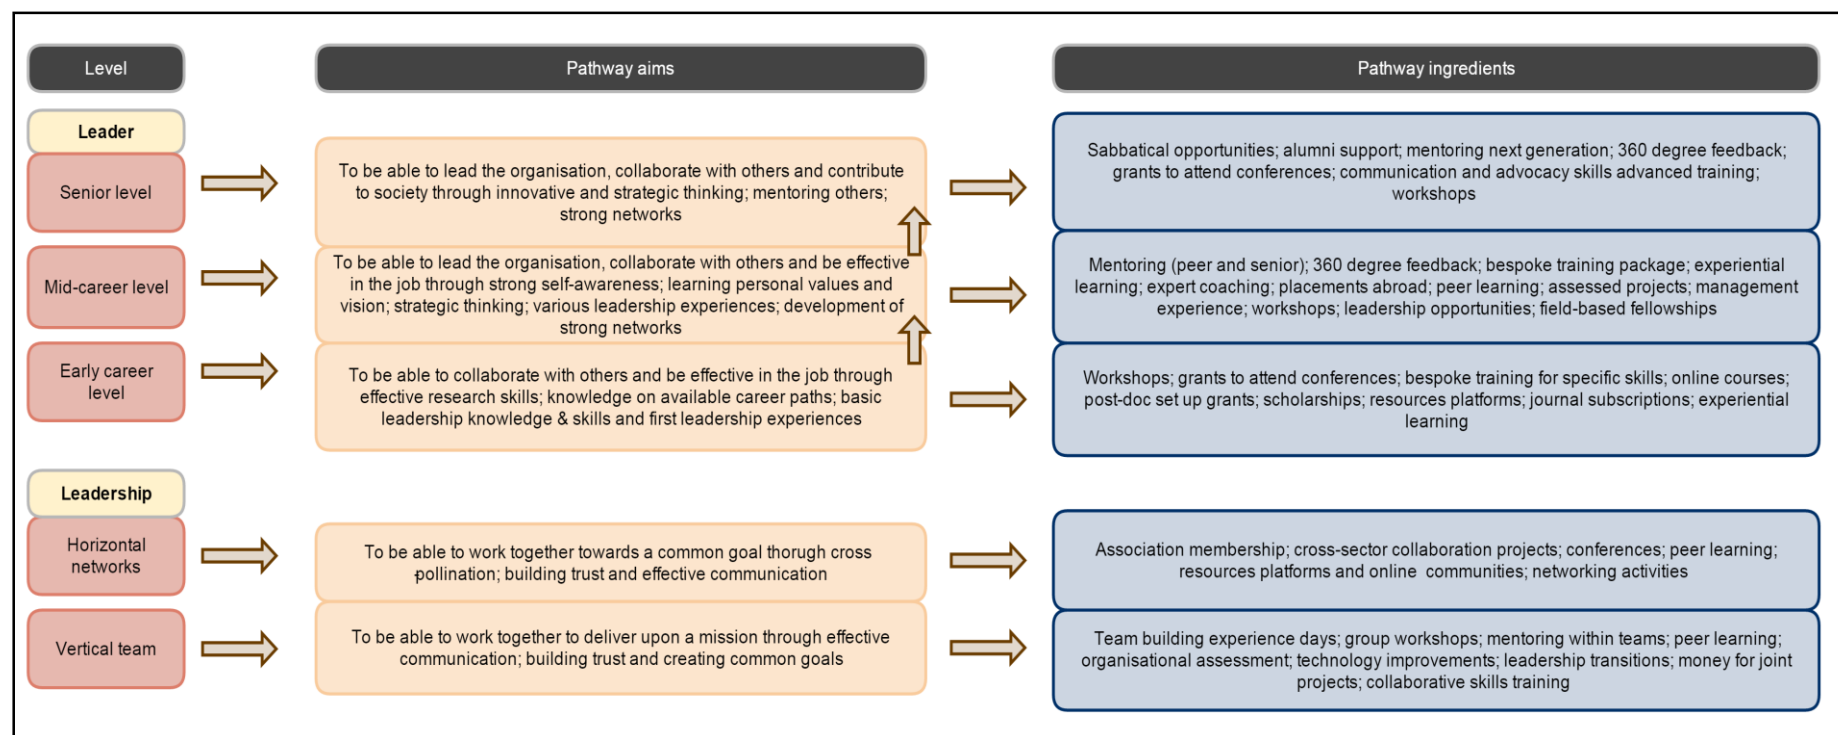 Level
Pathway aims
Pathway ingredients
Leader
Senior level
To be able to lead the organisation, collaborate with others and contribute
to society through innovative and strategic thinking; mentoring others;
strong networks
Sabbatical opportunities; alumni support; mentoring next generation; 360 degree feedback;
grants to attend conferences; communication and advocacy skills advanced training;
workshops
Mid-career level
To be able to lead the organisation, collaborate with others and be effective
in the job through strong self-awareness; learning personal values and
vision; strategic thinking; various leadership experiences; development of
strong networks
Mentoring (peer and senior); 360 degree feedback; bespoke training package; experiential
learning; expert coaching; placements abroad; peer learning; assessed projects; management
experience; workshops; leadership opportunities; field-based fellowships
Early career
level
To be able to collaborate with others and be effective in the job through
effective research skills; knowledge on available career paths; basic
leadership knowledge & skills and first leadership experiences
Workshops; grants to attend conferences; bespoke training for specific skills; online courses;
post-doc set up grants; scholarships; resources platforms; journal subscriptions; experiential
learning
Leadership
Horizontal
networks
To be able to work together towards a common goal thorugh cross
-pollination; building trust and effective communication
Association membership; cross-sector collaboration projects; conferences; peer learning;
resources platforms and online communities; networking activities
Vertical team
To be able to work together to deliver upon a mission through effective
communication; building trust and creating common goals
Team building experience days; group workshops; mentoring within teams; peer learning;
organisational assessment; technology improvements; leadership transitions; money for joint
projects; collaborative skills training